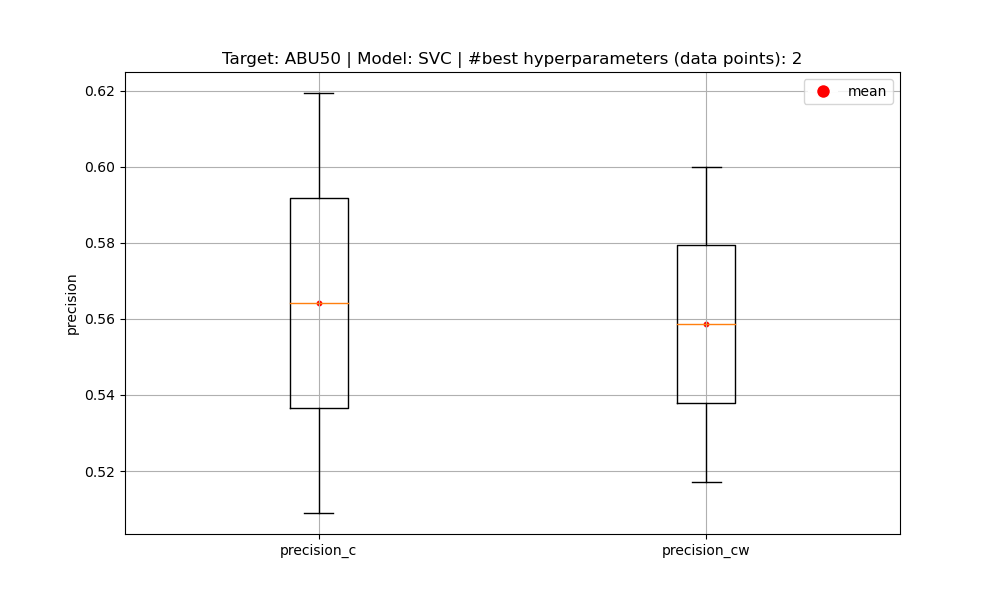 Target: ABU50 | Model: SVC | #best hyperparameters (data points): 2
mean
0.62
0.60
0.58
0.56
0.54
0.52
precision
precision_c
precision_cw